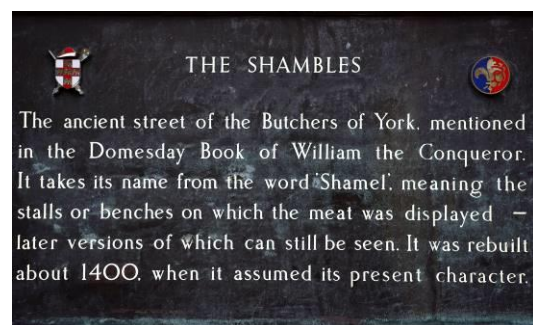 THE SHAMBLES
The ancient street of the Butchers of York, mentioned
in the Domesday Book of William the Conqueror.
It takes its name from the word 'Shamel', meaning the
stalls or benches on which the meat was displayed –
later versions of which can still be seen. It was rebuilt
about 1400, when it assumed its present character.